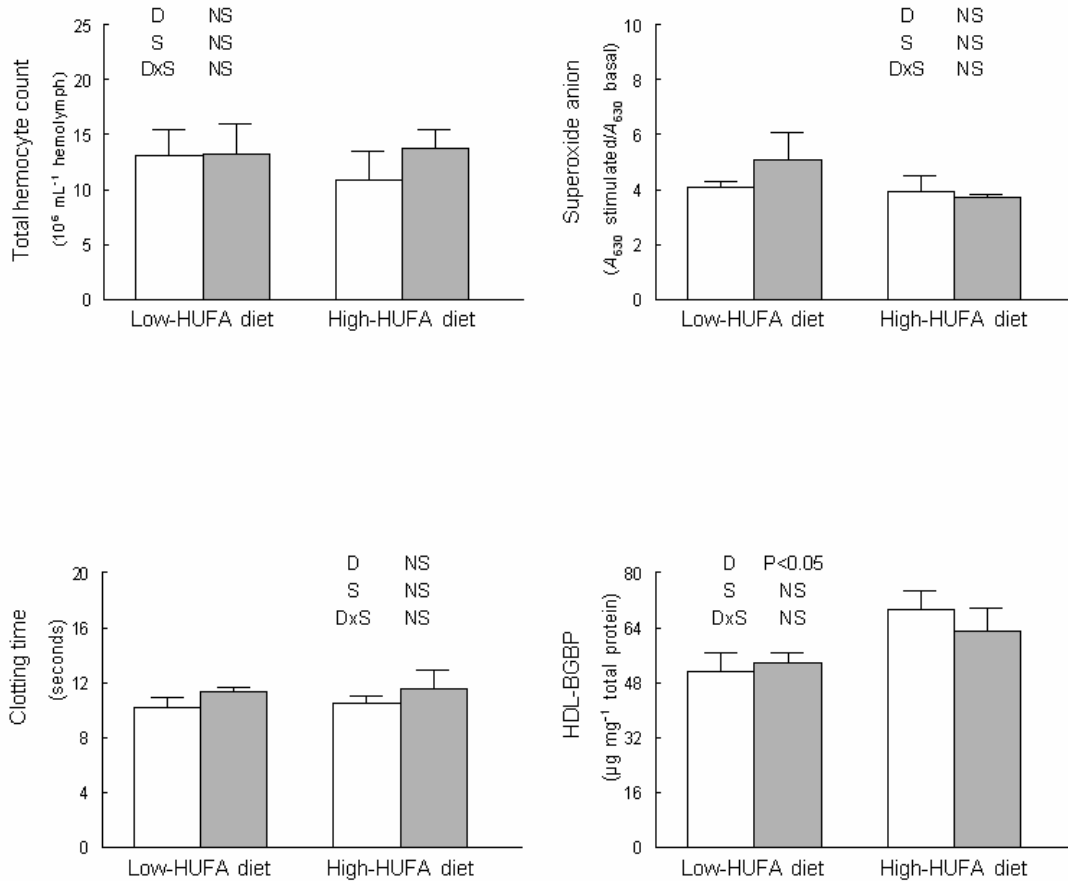 D NS
S NS
DxS NS
25
20
15
10
5
0
Total hemocyte count
(10⁶ mL⁻¹ hemolymph)
Low-HUFA diet High-HUFA diet
D NS
S NS
DxS NS
10
8
6
4
2
0
Superoxide anion
(A₆₃₀ stimulated/A₆₃₀ basal)
Low-HUFA diet High-HUFA diet
D NS
S NS
DxS NS
20
16
12
8
4
0
Clotting time
(seconds)
Low-HUFA diet High-HUFA diet
D P<0.05
S NS
DxS NS
80
64
48
32
16
0
HDL-BGBP
(µg mg⁻¹ total protein)
Low-HUFA diet High-HUFA diet